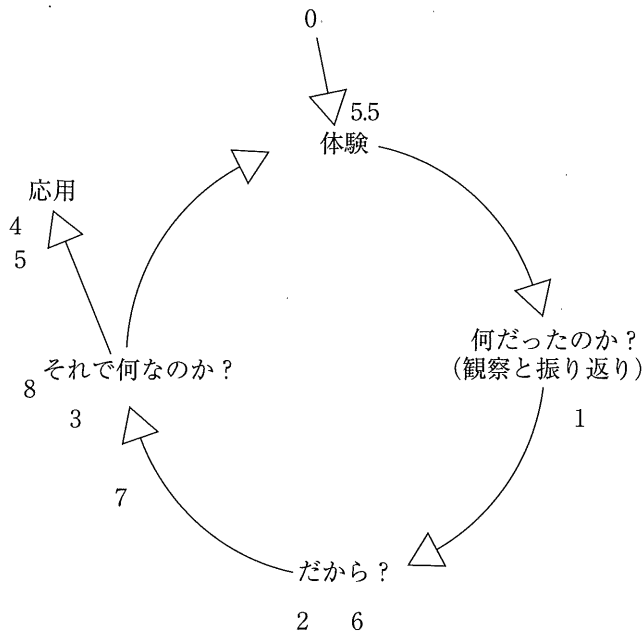 0
5.5
体験
応用
4
5
何だったのか？
（観察と振り返り）
1
それで何なのか？
8
3
7
だから？
2 6